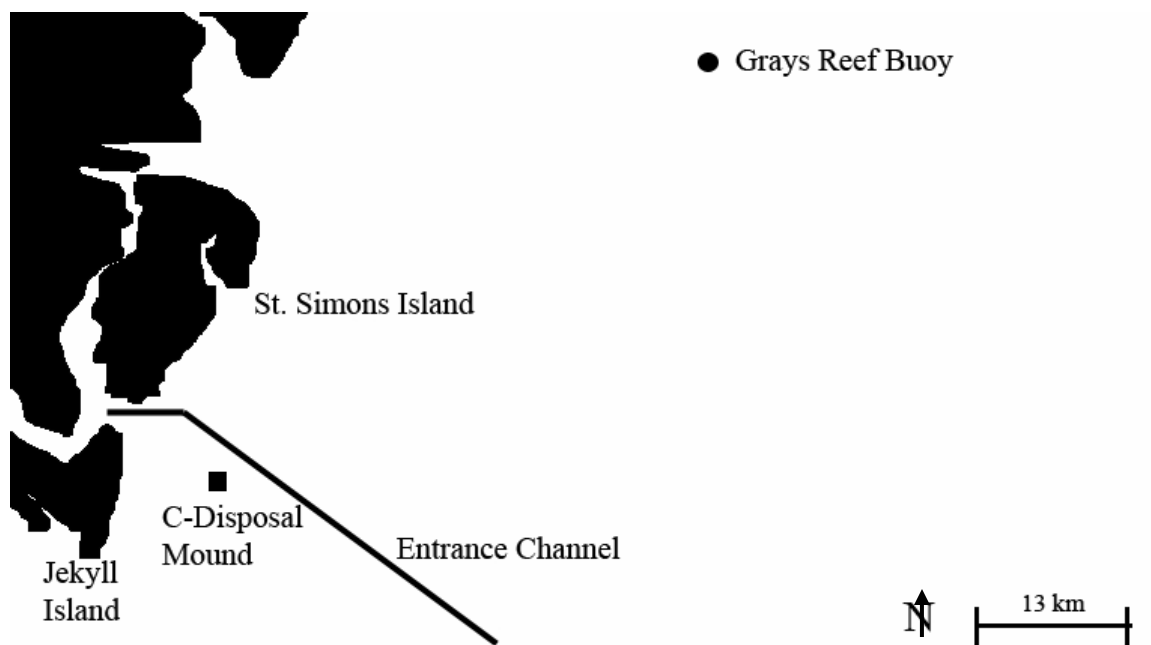 Grays Reef Buoy
St. Simons Island
C-Disposal
Mound
Entrance Channel
Jekyll
Island
N
13 km